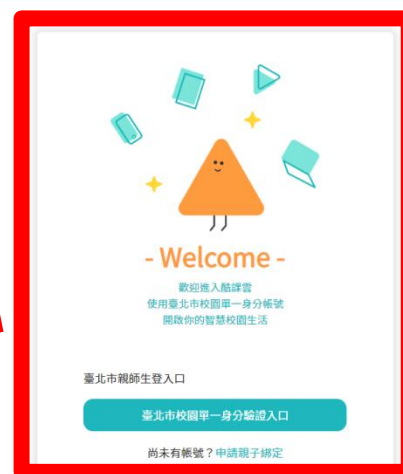 - Welcome -
歡迎進入酷課雲
使用臺北市校園單一身分帳號
開啟你的智慧校園生活
臺北市親師生登入口
臺北市校園單一身分驗證入口
尚未有帳號？申請親子綁定